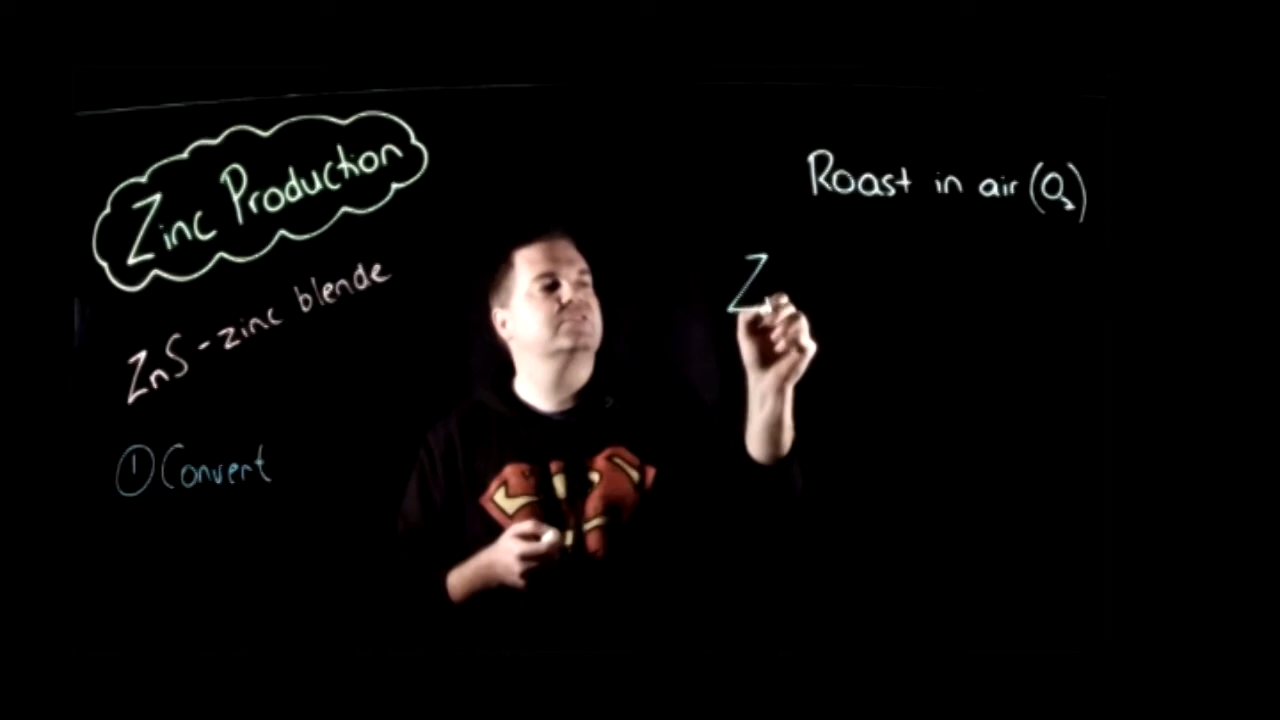 Zinc Production
ZnS - zinc blende
① Convert
Roast in air (O₂)
Z